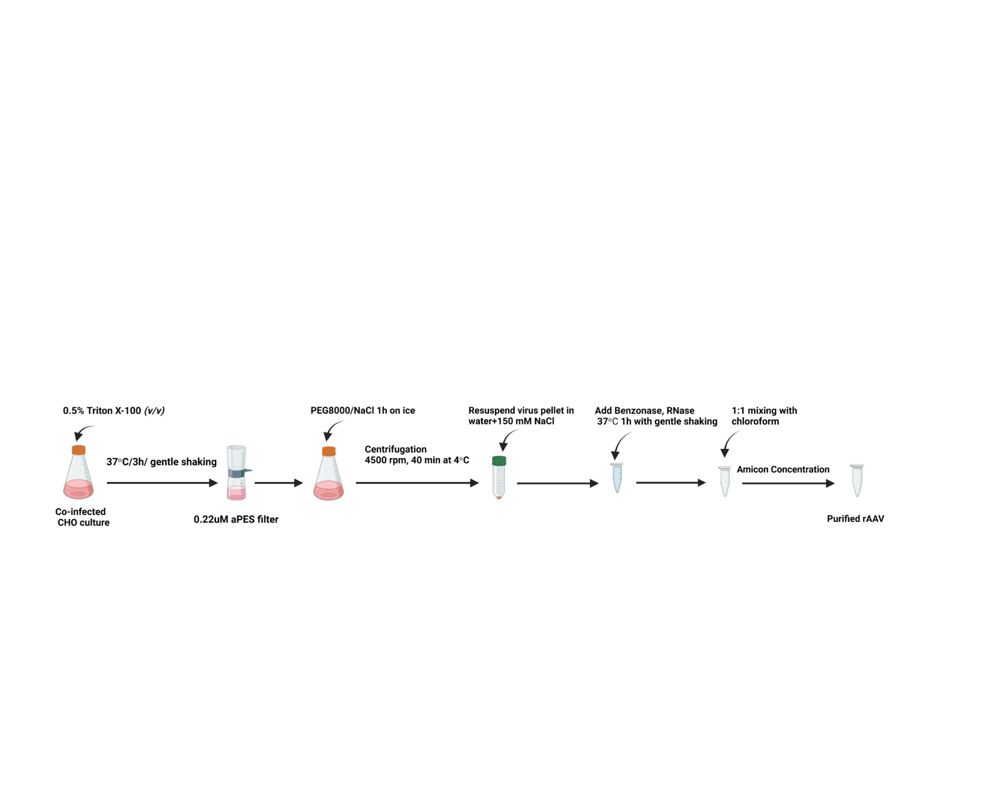 0.5% Triton X-100 (v/v)
37°C/3h/ gentle shaking
Co-infected
CHO culture
0.22uM aPES filter
PEG8000/NaCl 1h on ice
Centrifugation
4500 rpm, 40 min at 4°C
Resuspend virus pellet in
water+150 mM NaCl
Add Benzonase, RNase
37°C 1h with gentle shaking
1:1 mixing with
chloroform
Amicon Concentration
Purified rAAV